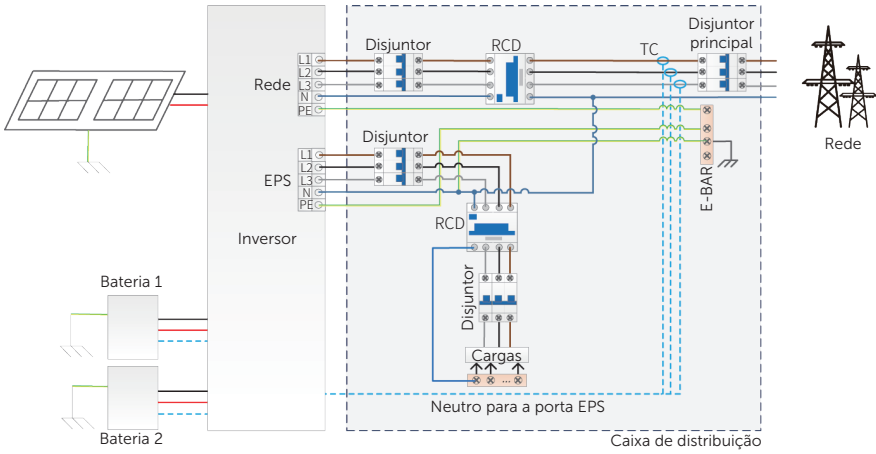 Disjuntor
RCD
TC
Disjuntor
principal
L1
L2
Rede
L3
N
PE
Rede
Disjuntor
L1
L2
EPS
L3
N
PE
E-BAR
RCD
Inversor
Bateria 1
Disjuntor
Cargas
...
Neutro para a porta EPS
Bateria 2
Caixa de distribuição